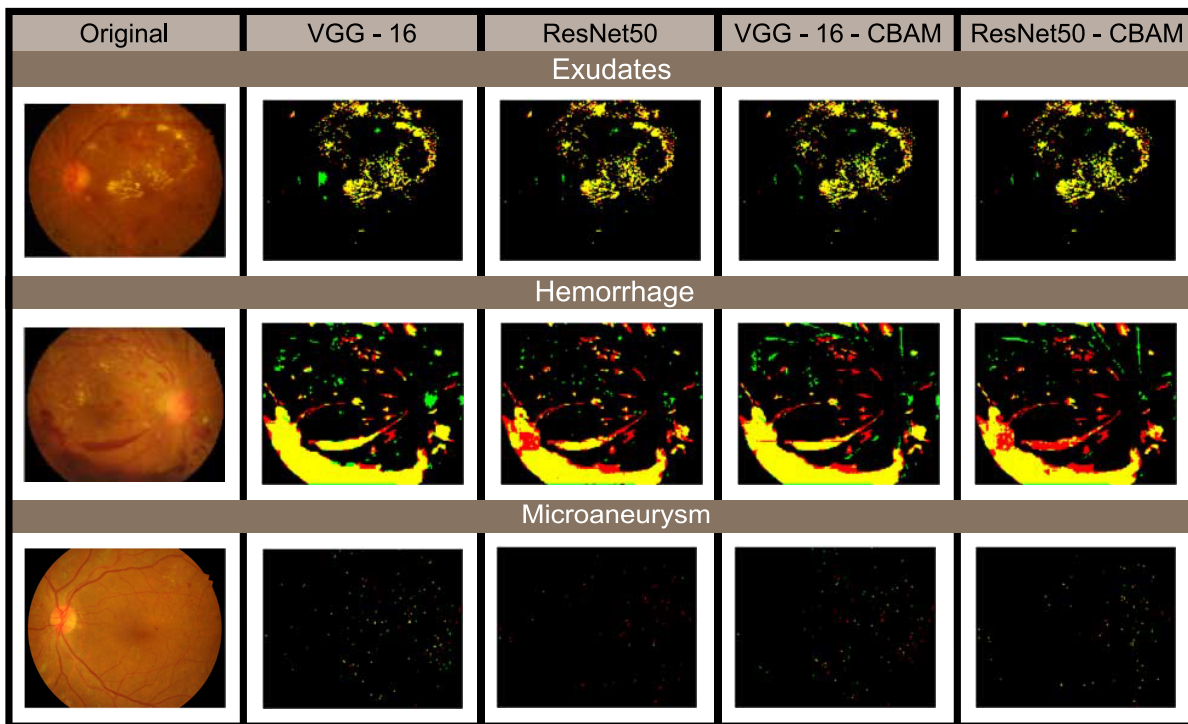 Original VGG - 16 ResNet50 VGG - 16 - CBAM ResNet50 - CBAM
Exudates
Hemorrhage
Microaneurysm